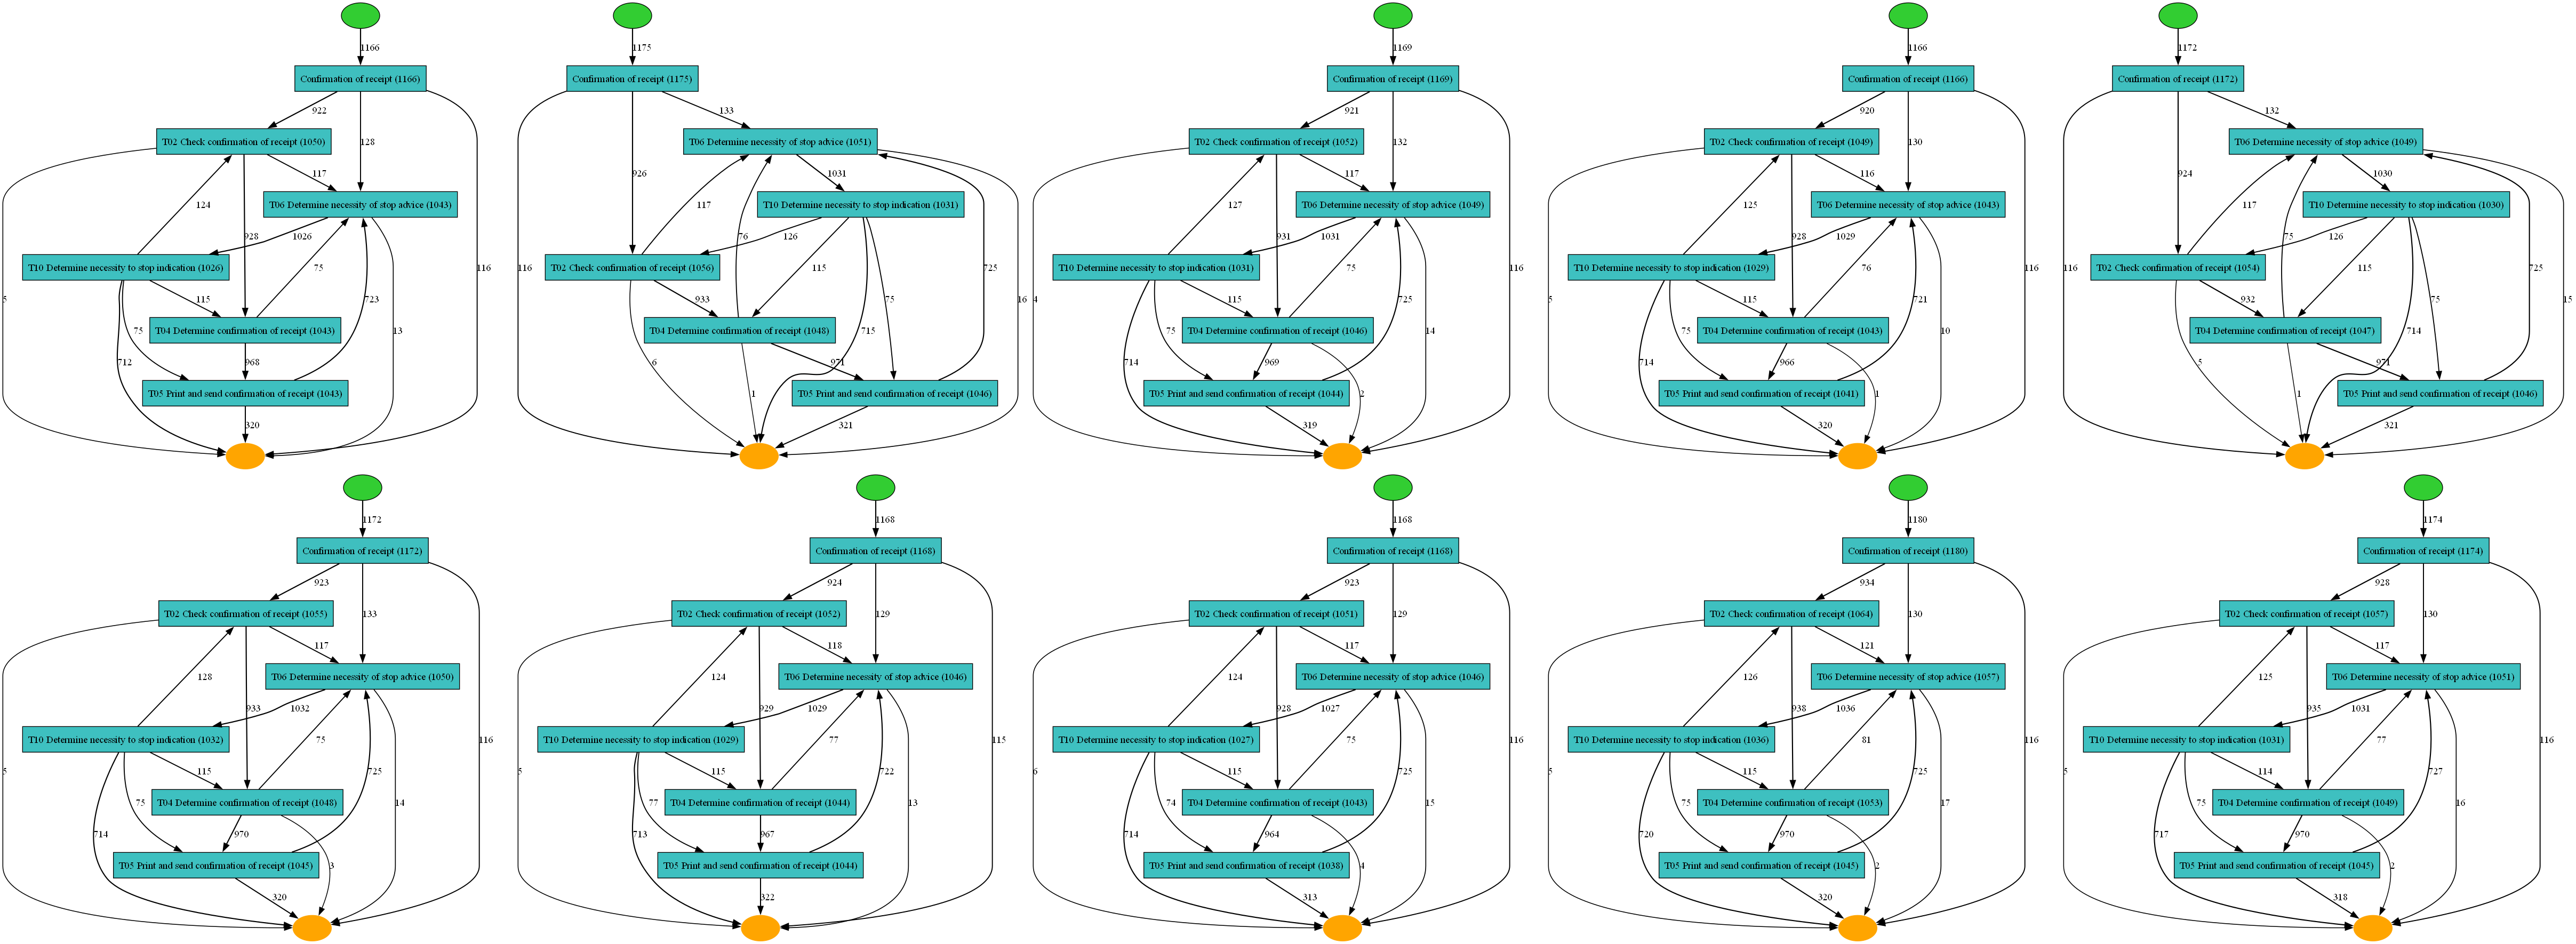 1166
Confirmation of receipt (1166)
922
T02 Check confirmation of receipt (1050)
128
117
T06 Determine necessity of stop advice (1043)
124
928
1026
T10 Determine necessity to stop indication (1026)
75
5
723
116
115
13
T04 Determine confirmation of receipt (1043)
75
712
968
T05 Print and send confirmation of receipt (1043)
320
1175
Confirmation of receipt (1175)
133
T06 Determine necessity of stop advice (1051)
926
1031
T10 Determine necessity to stop indication (1031)
117
76
126
T02 Check confirmation of receipt (1056)
116
115
933
75
725
16
T04 Determine confirmation of receipt (1048)
715
6
971
T05 Print and send confirmation of receipt (1046)
1
321
1169
Confirmation of receipt (1169)
921
T02 Check confirmation of receipt (1052)
132
117
T06 Determine necessity of stop advice (1049)
127
931
1031
T10 Determine necessity to stop indication (1031)
75
4
725
116
115
14
T04 Determine confirmation of receipt (1046)
75
714
969
T05 Print and send confirmation of receipt (1044)
2
319
1166
Confirmation of receipt (1166)
920
T02 Check confirmation of receipt (1049)
130
116
T06 Determine necessity of stop advice (1043)
125
928
1029
T10 Determine necessity to stop indication (1029)
76
5
721
116
115
10
T04 Determine confirmation of receipt (1043)
75
714
966
T05 Print and send confirmation of receipt (1041)
1
320
1172
Confirmation of receipt (1172)
132
T06 Determine necessity of stop advice (1049)
924
1030
T10 Determine necessity to stop indication (1030)
117
75
126
T02 Check confirmation of receipt (1054)
116
115
932
75
725
15
T04 Determine confirmation of receipt (1047)
714
5
971
T05 Print and send confirmation of receipt (1046)
1
321
1172
Confirmation of receipt (1172)
923
T02 Check confirmation of receipt (1055)
133
117
T06 Determine necessity of stop advice (1050)
128
933
1032
T10 Determine necessity to stop indication (1032)
75
5
725
116
115
14
T04 Determine confirmation of receipt (1048)
75
714
970
T05 Print and send confirmation of receipt (1045)
3
320
1168
Confirmation of receipt (1168)
924
T02 Check confirmation of receipt (1052)
129
118
T06 Determine necessity of stop advice (1046)
124
929
1029
T10 Determine necessity to stop indication (1029)
77
5
722
115
115
13
T04 Determine confirmation of receipt (1044)
77
713
967
T05 Print and send confirmation of receipt (1044)
322
1168
Confirmation of receipt (1168)
923
T02 Check confirmation of receipt (1051)
129
117
T06 Determine necessity of stop advice (1046)
124
928
1027
T10 Determine necessity to stop indication (1027)
75
6
725
116
115
15
T04 Determine confirmation of receipt (1043)
74
714
964
T05 Print and send confirmation of receipt (1038)
4
313
1180
Confirmation of receipt (1180)
934
T02 Check confirmation of receipt (1064)
130
121
T06 Determine necessity of stop advice (1057)
126
938
1036
T10 Determine necessity to stop indication (1036)
81
5
725
116
115
17
T04 Determine confirmation of receipt (1053)
75
720
970
T05 Print and send confirmation of receipt (1045)
2
320
1174
Confirmation of receipt (1174)
928
T02 Check confirmation of receipt (1057)
130
117
T06 Determine necessity of stop advice (1051)
125
935
1031
T10 Determine necessity to stop indication (1031)
77
5
727
116
114
16
T04 Determine confirmation of receipt (1049)
75
717
970
T05 Print and send confirmation of receipt (1045)
2
318